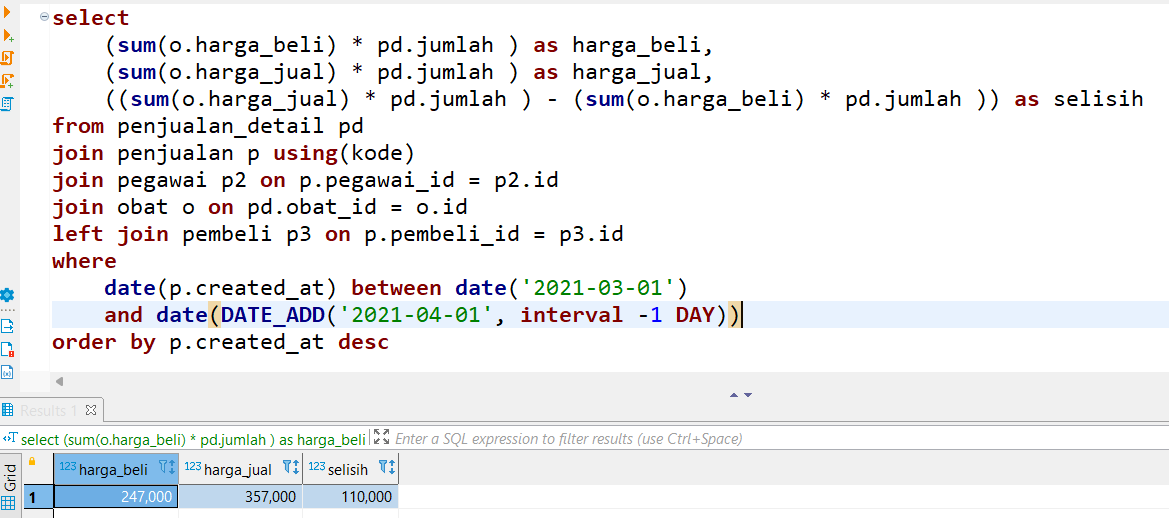 select
(sum(o.harga_beli) * pd.jumlah ) as harga_beli,
(sum(o.harga_jual) * pd.jumlah ) as harga_jual,
((sum(o.harga_jual) * pd.jumlah ) - (sum(o.harga_beli) * pd.jumlah )) as selisih
from penjualan_detail pd
join penjualan p using(kode)
join pegawai p2 on p.pegawai_id = p2.id
join obat o on pd.obat_id = o.id
left join pembeli p3 on p.pembeli_id = p3.id
where
date(p.created_at) between date('2021-03-01')
and date(DATE_ADD('2021-04-01', interval -1 DAY))
order by p.created_at desc
Results 1
select (sum(o.harga_beli) * pd.jumlah ) as harga_beli Enter a SQL expression to filter results (use Ctrl+Space)
Grid
123 harga_beli 123 harga_jual 123 selisih
1 247,000 357,000 110,000